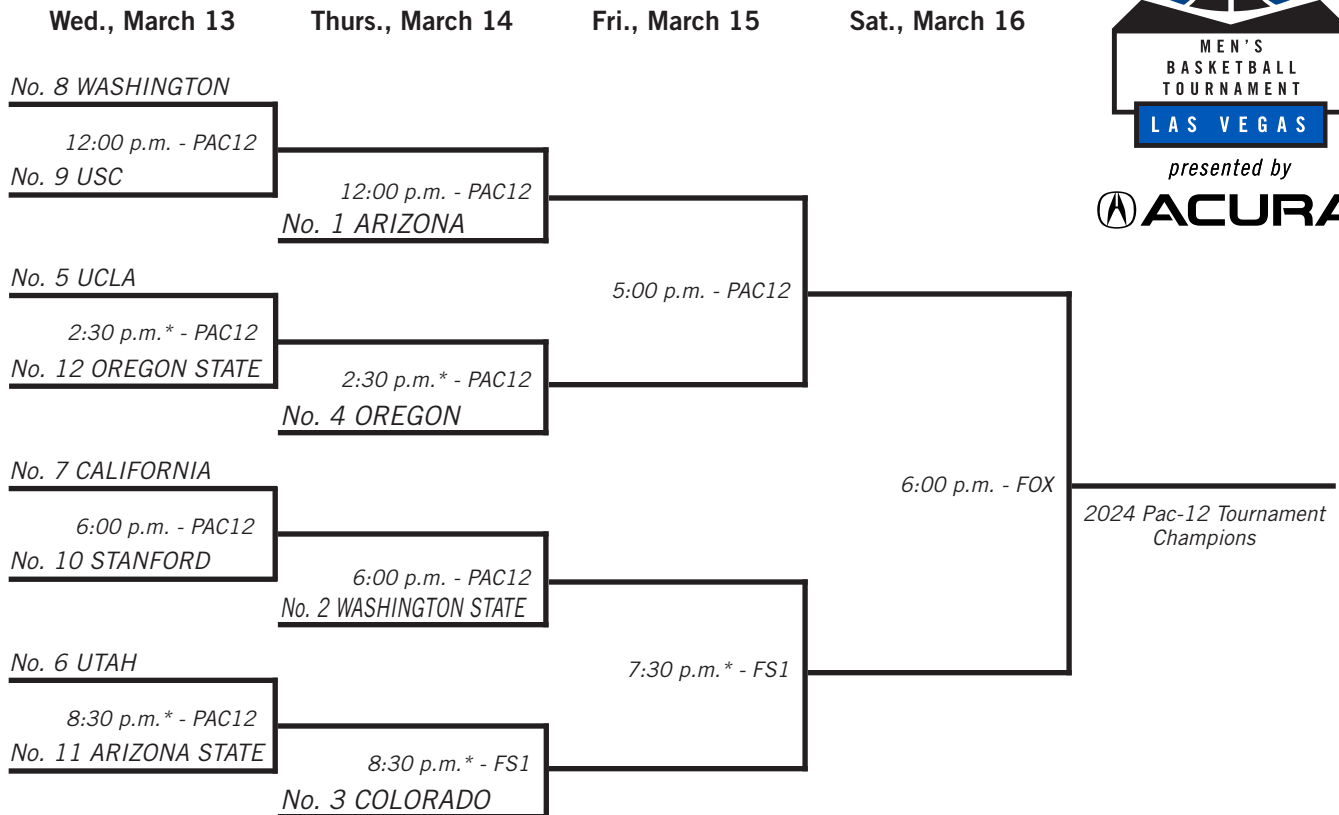 Wed., March 13
Thurs., March 14
Fri., March 15
Sat., March 16
MEN'S
BASKETBALL
TOURNAMENT
LAS VEGAS
presented by
ACURA
No. 8 WASHINGTON
12:00 p.m. - PAC12
No. 9 USC
No. 5 UCLA
2:30 p.m.* - PAC12
No. 12 OREGON STATE
No. 7 CALIFORNIA
6:00 p.m. - PAC12
No. 10 STANFORD
No. 6 UTAH
8:30 p.m.* - PAC12
No. 11 ARIZONA STATE
12:00 p.m. - PAC12
No. 1 ARIZONA
2:30 p.m.* - PAC12
No. 4 OREGON
6:00 p.m. - PAC12
No. 2 WASHINGTON STATE
8:30 p.m.* - FS1
No. 3 COLORADO
5:00 p.m. - PAC12
7:30 p.m.* - FS1
6:00 p.m. - FOX
2024 Pac-12 Tournament
Champions